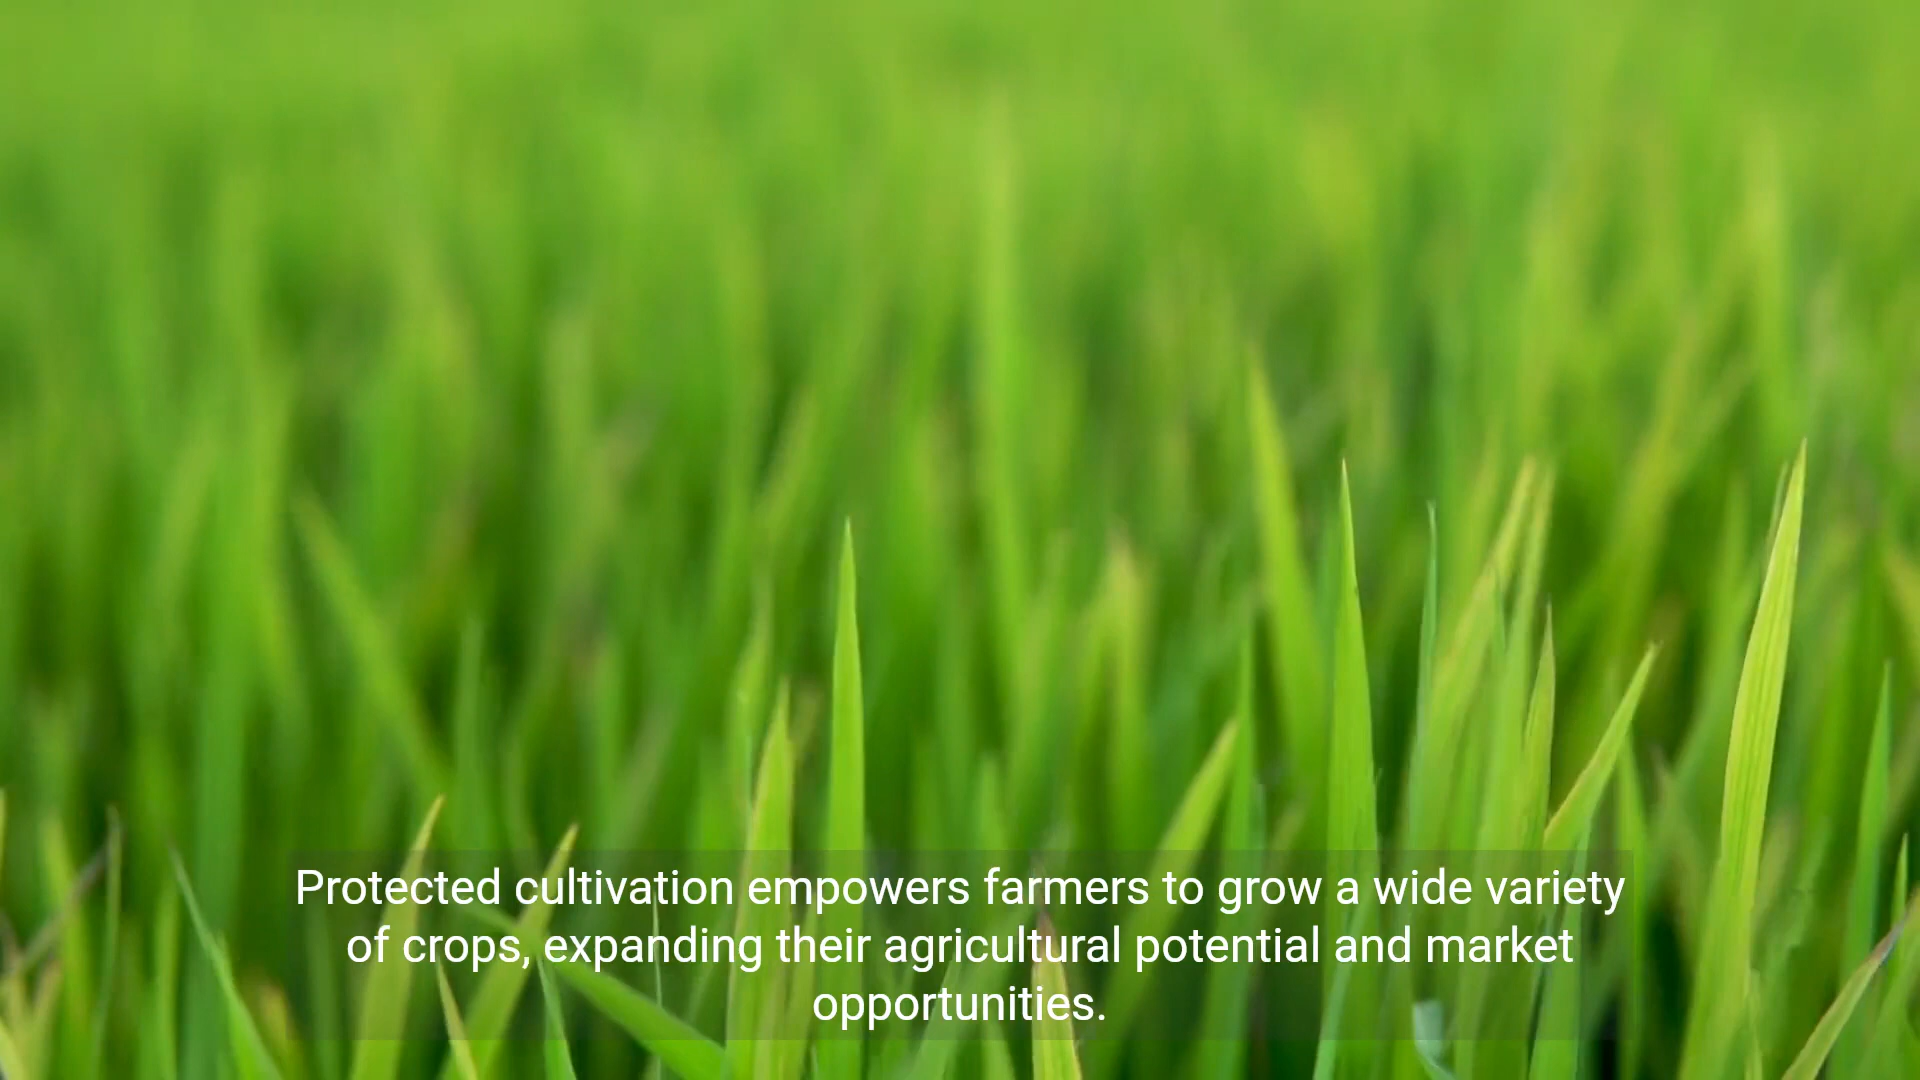 Protected cultivation empowers farmers to grow a wide variety
of crops, expanding their agricultural potential and market
opportunities.